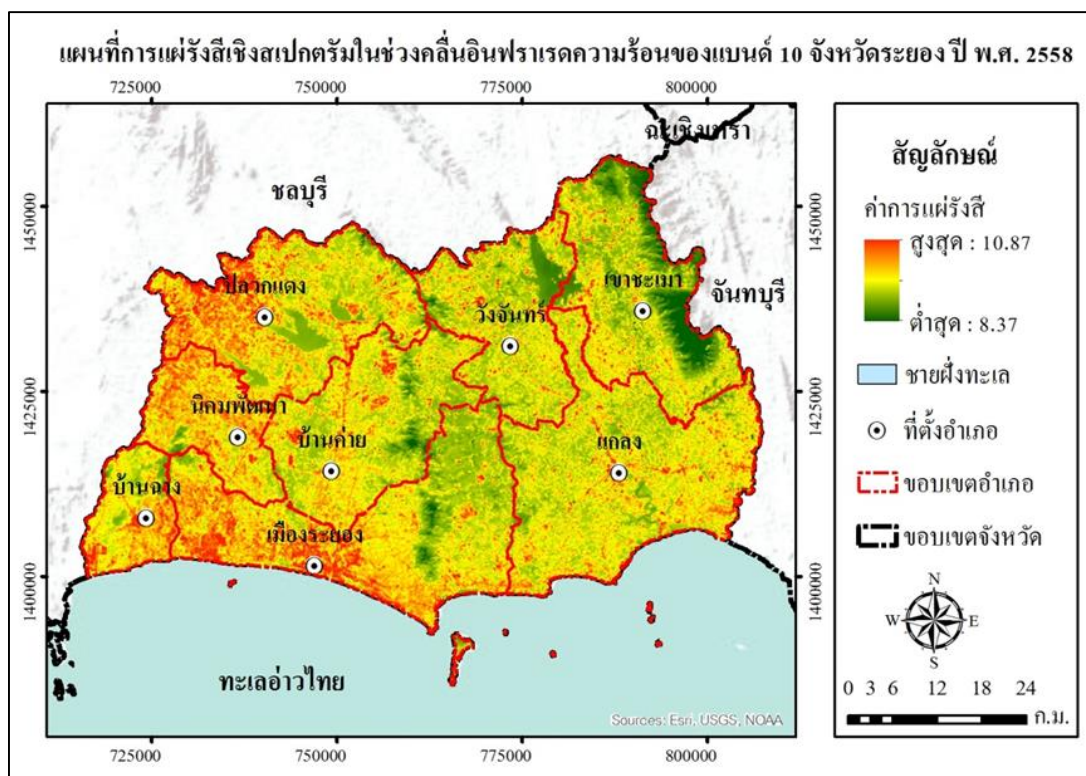 แผนที่การแผ่รังสีเชิงสเปกตรัมในช่วงคลื่นอินฟราเรดความร้อนของแบนด์ 10 จังหวัดระยอง ปี พ.ศ. 2558
725000 750000 775000 800000
ฉะเชิงเทรา
ชลบุรี
1450000 1450000
ปลวกแดง
เขาชะเมา
จันทบุรี
วังจันทร์
1425000 1425000
นิคมพัฒนา
บ้านค่าย
แกลง
บ้านฉาง
เมืองระยอง
1400000 1400000
ทะเลอ่าวไทย
Sources: Esri, USGS, NOAA
725000 750000 775000 800000
สัญลักษณ์
ค่าการแผ่รังสี
สูงสุด : 10.87
ต่ำสุด : 8.37
ชายฝั่งทะเล
ที่ตั้งอำเภอ
ขอบเขตอำเภอ
ขอบเขตจังหวัด
N
W E
S
0 3 6 12 18 24
ก.ม.